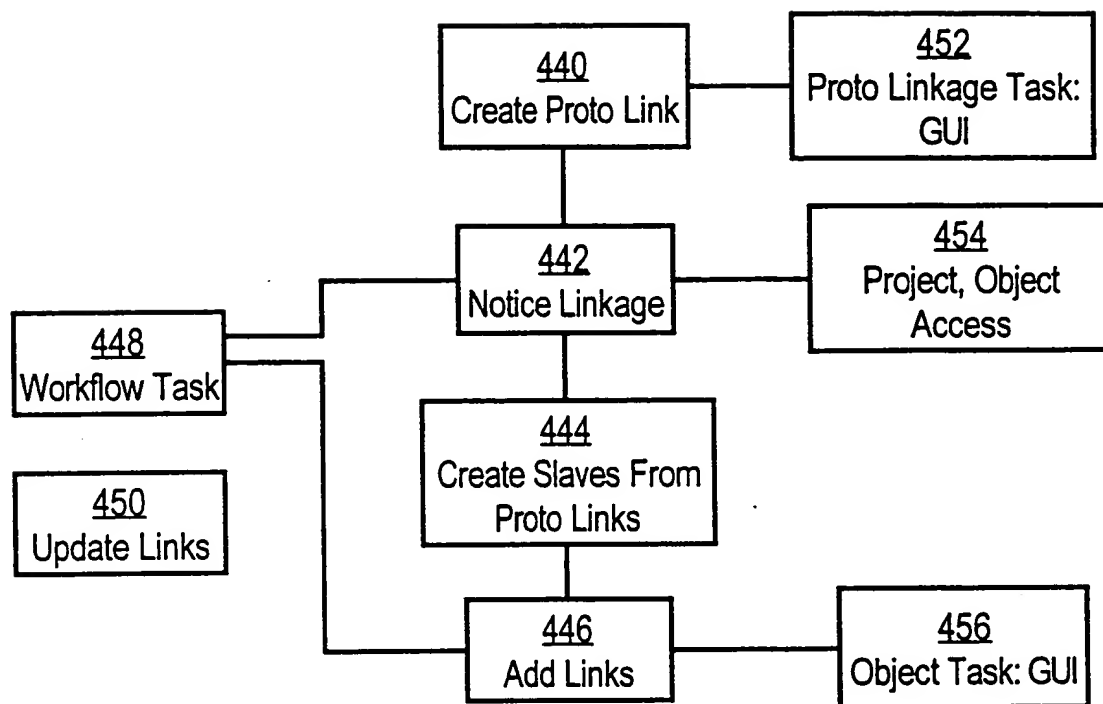 440
Create Proto Link
452
Proto Linkage Task:
GUI
442
Notice Linkage
454
Project, Object
Access
448
Workflow Task
444
Create Slaves From
Proto Links
450
Update Links
446
Add Links
456
Object Task: GUI